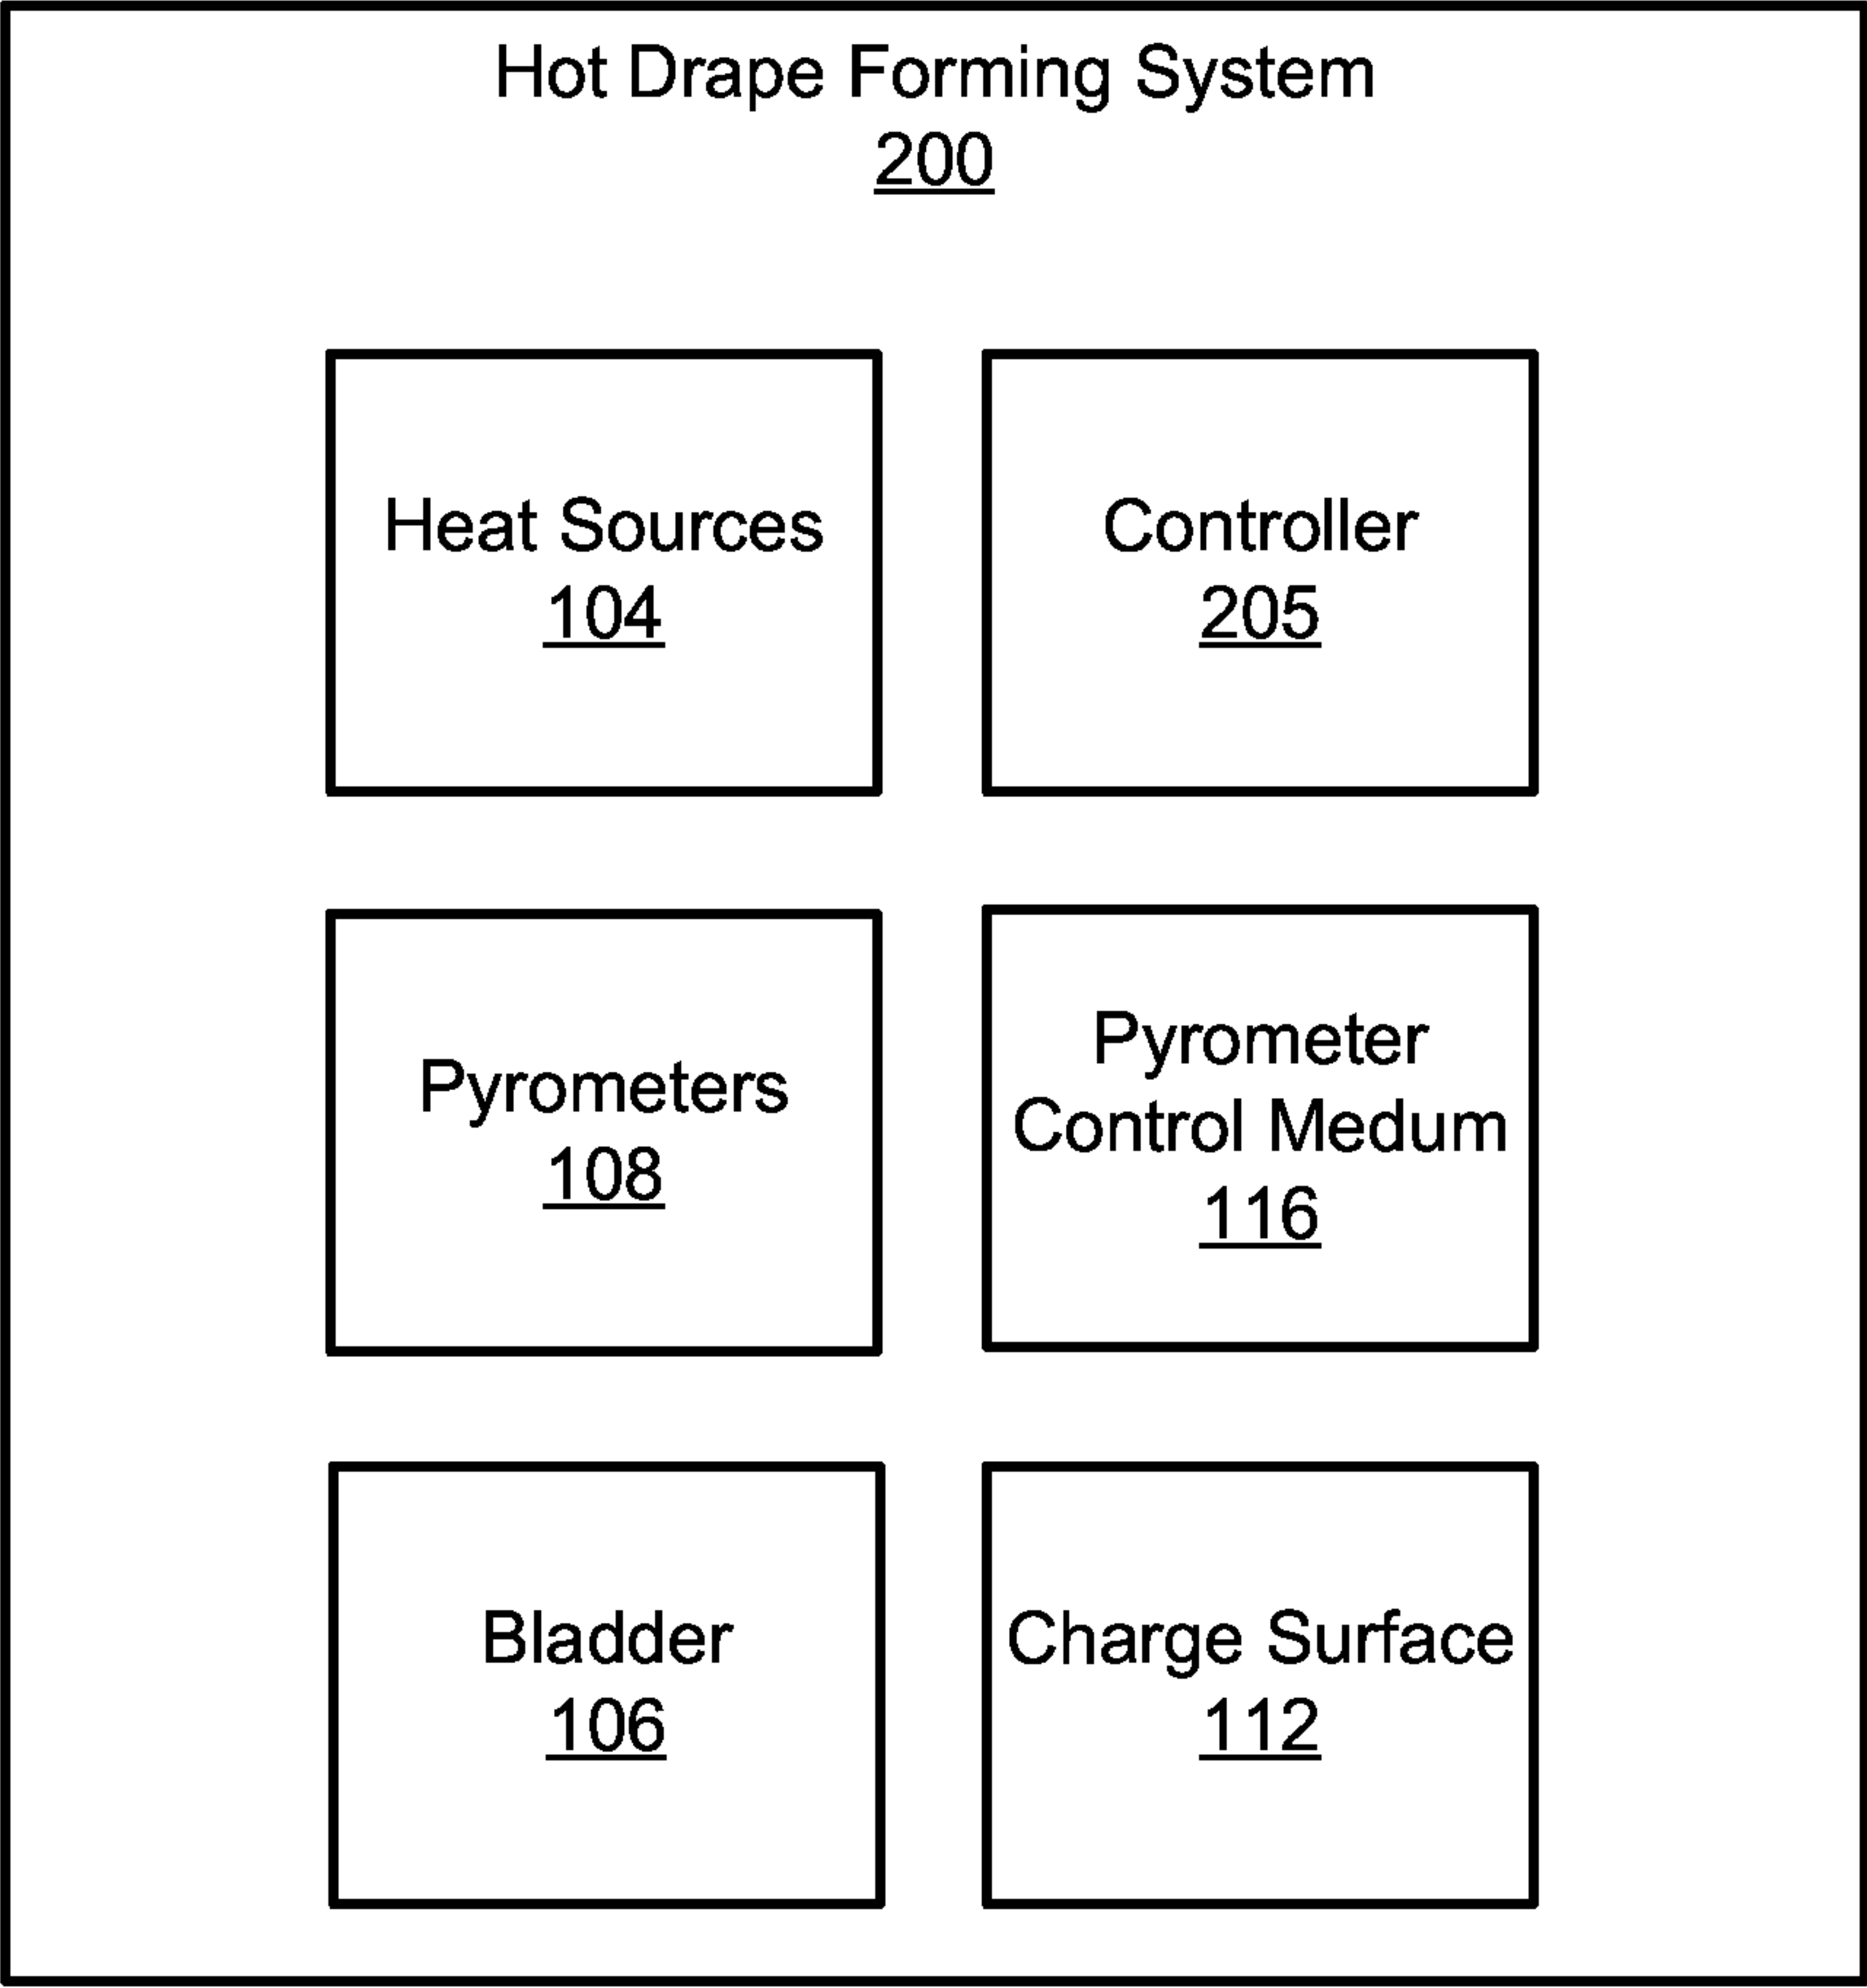 Hot Drape Forming System
200
Heat Sources
104
Controller
205
Pyrometers
108
Pyrometer
Control Medum
116
Bladder
106
Charge Surface
112